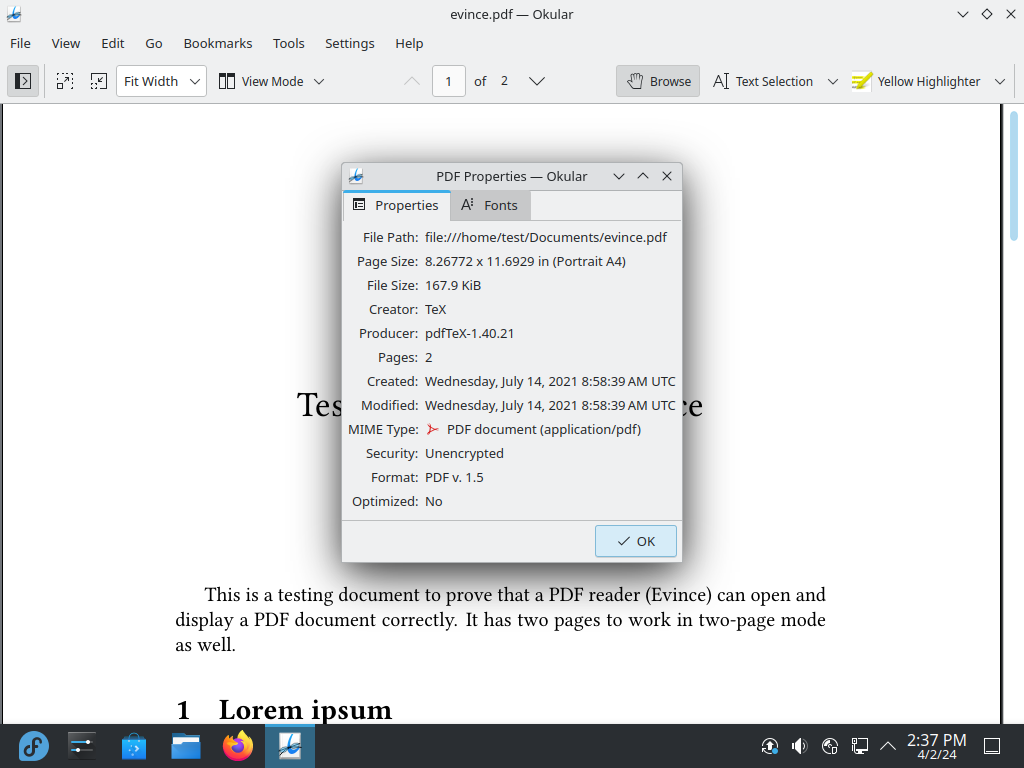 evince.pdf — Okular
File View Edit Go Bookmarks Tools Settings Help
Fit Width View Mode 1 of 2 Browse Text Selection Yellow Highlighter
PDF Properties — Okular
Properties Fonts
File Path: file:///home/test/Documents/evince.pdf
Page Size: 8.26772 x 11.6929 in (Portrait A4)
File Size: 167.9 KiB
Creator: TeX
Producer: pdfTeX-1.40.21
Pages: 2
Created: Wednesday, July 14, 2021 8:58:39 AM UTC
Modified: Wednesday, July 14, 2021 8:58:39 AM UTC
MIME Type: PDF document (application/pdf)
Security: Unencrypted
Format: PDF v. 1.5
Optimized: No
OK
This is a testing document to prove that a PDF reader (Evince) can open and
display a PDF document correctly. It has two pages to work in two-page mode
as well.
1 Lorem ipsum
2:37 PM
4/2/24